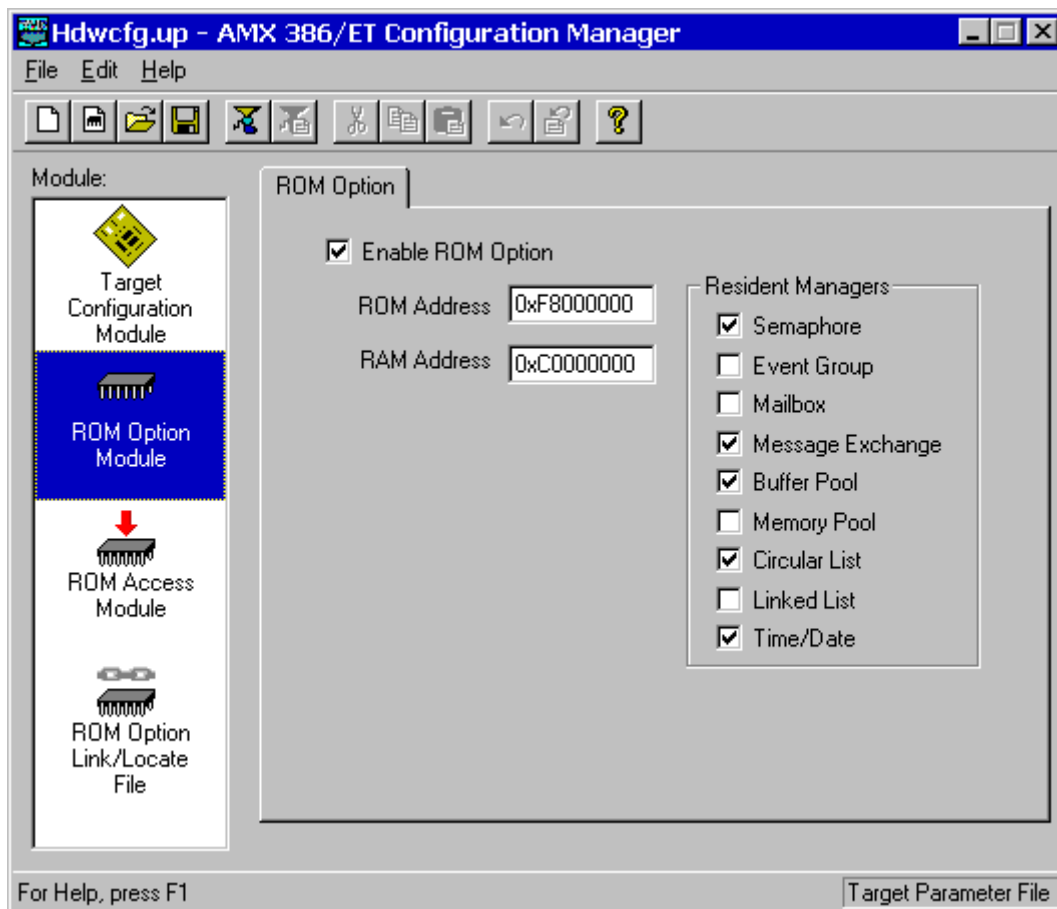 Hdwcfg.up - AMX 386/ET Configuration Manager
File Edit Help
Module:
Target
Configuration
Module
ROM Option
Module
ROM Access
Module
ROM Option
Link/Locate
File
ROM Option
Enable ROM Option
ROM Address 0xF8000000
RAM Address 0xC0000000
Resident Managers
Semaphore
Event Group
Mailbox
Message Exchange
Buffer Pool
Memory Pool
Circular List
Linked List
Time/Date
For Help, press F1
Target Parameter File